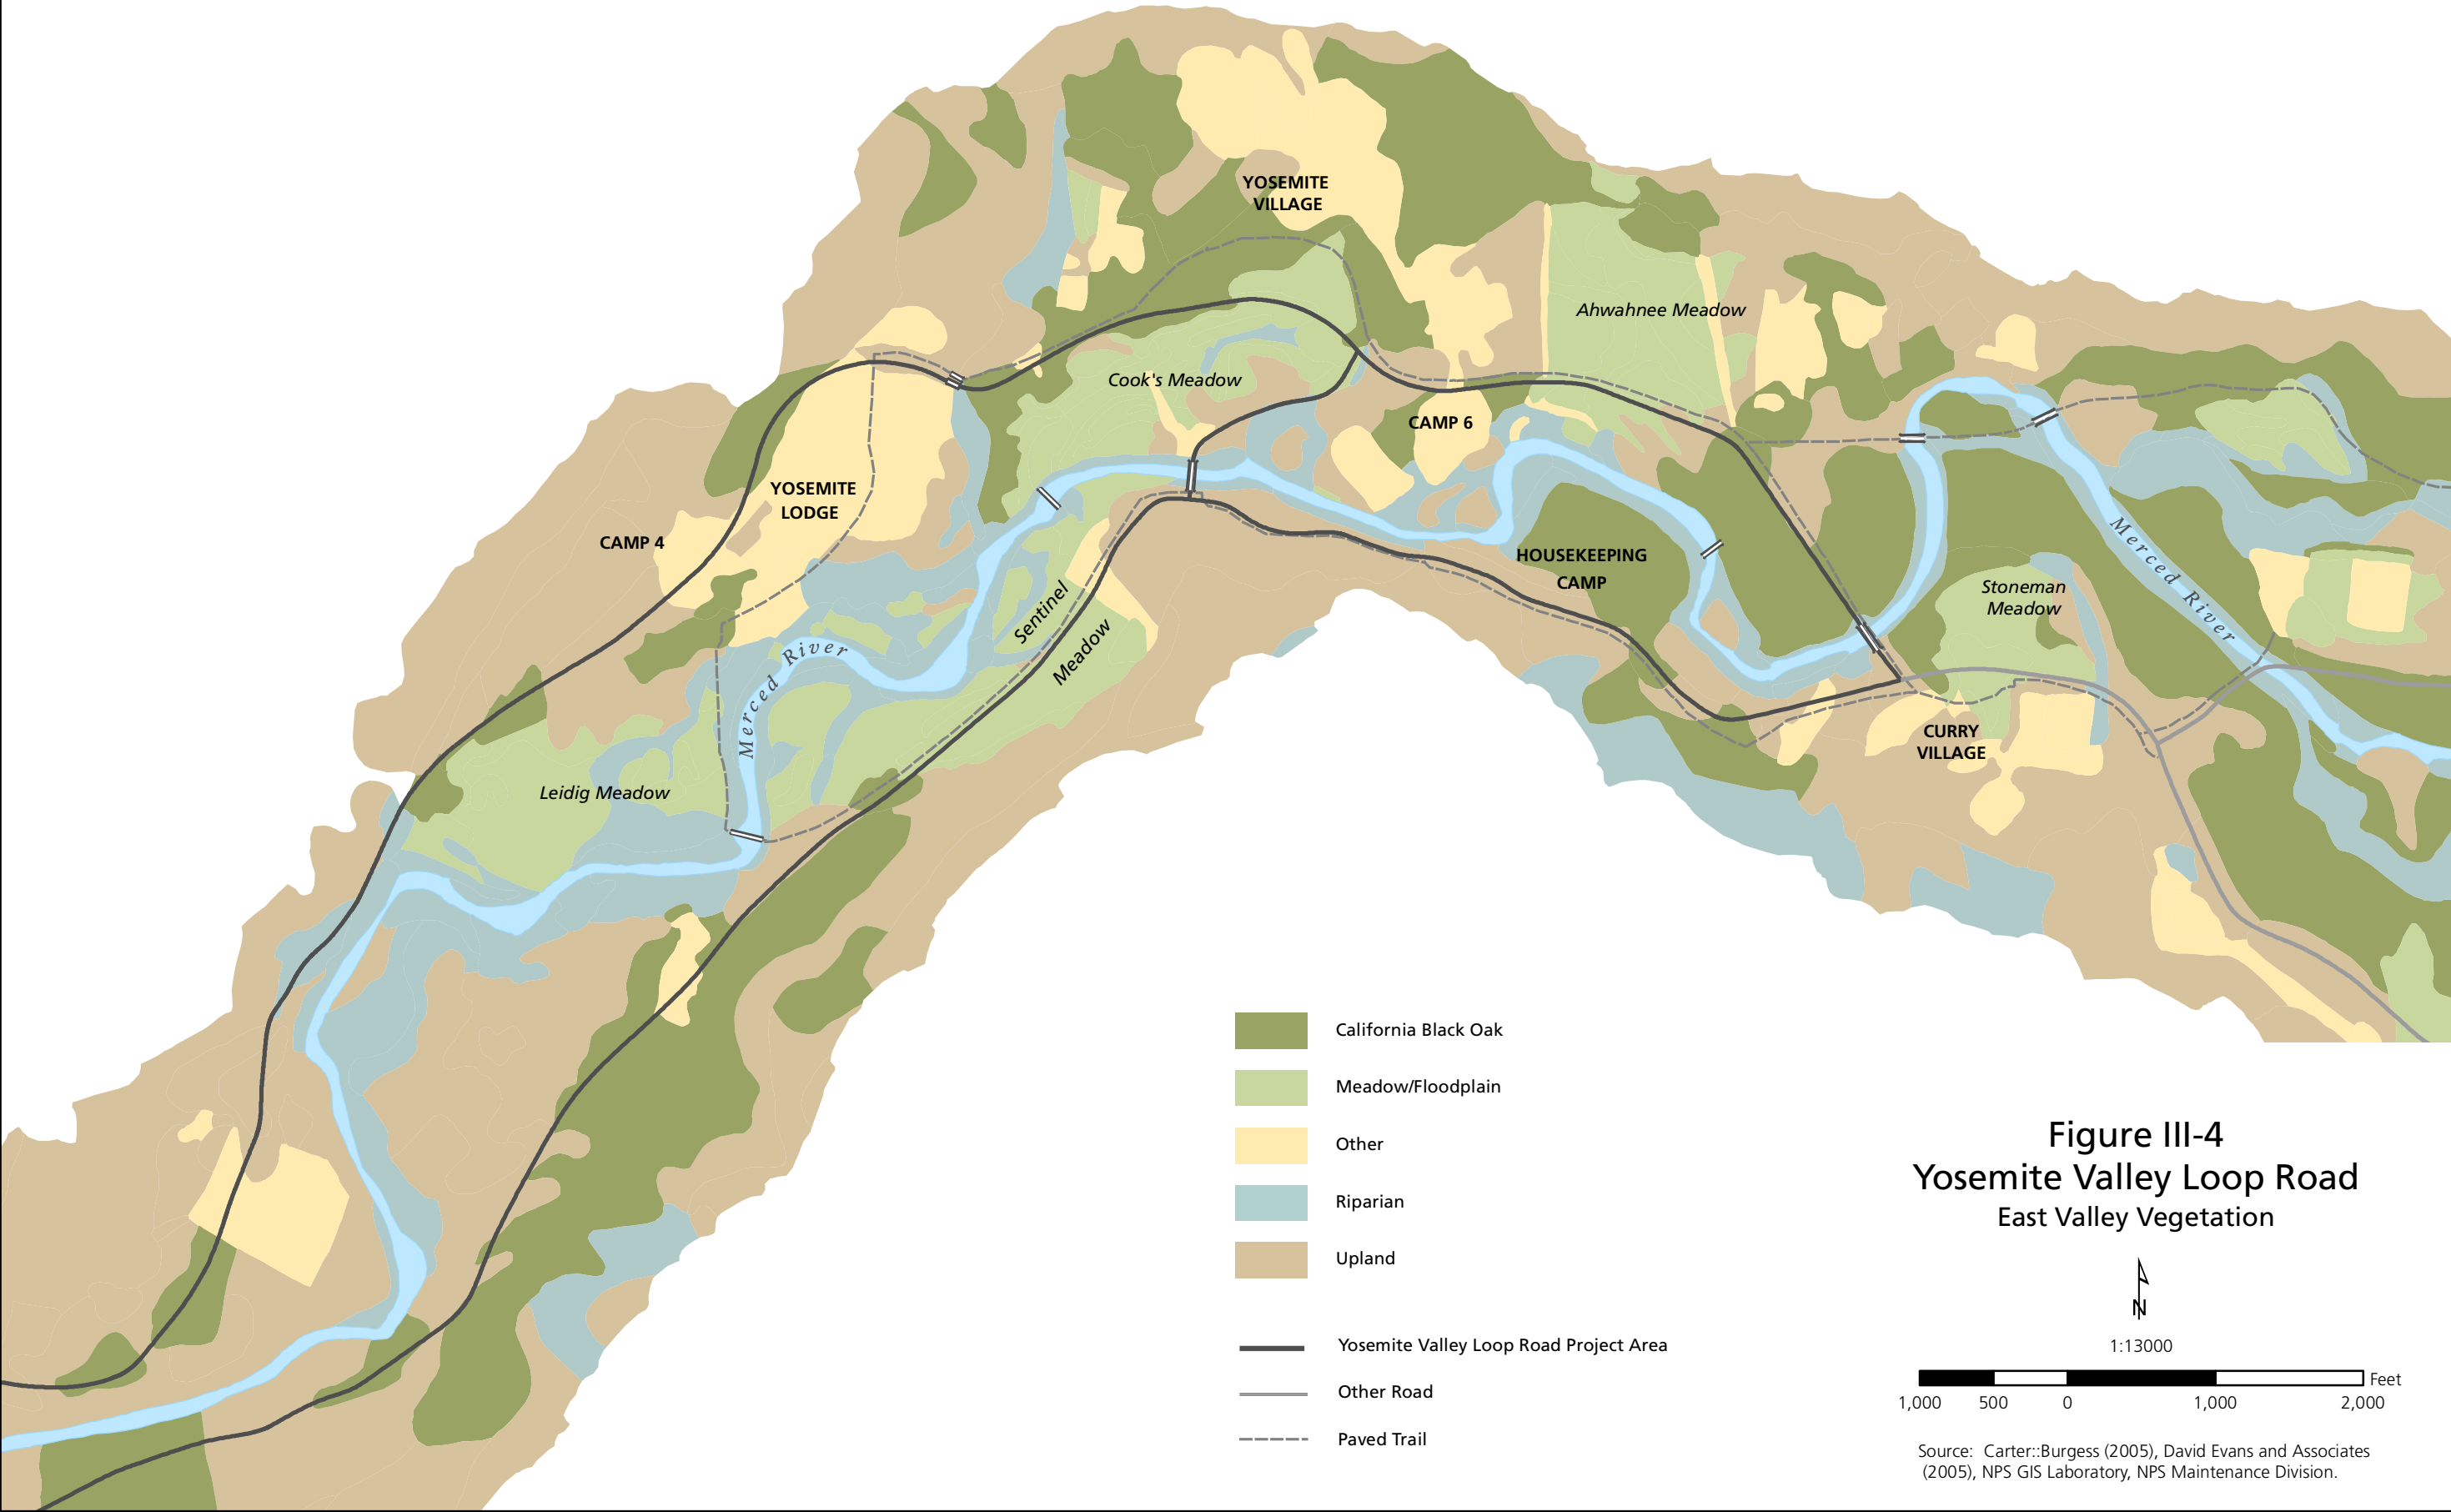 YOSEMITE
VILLAGE
Ahwahnee Meadow
Cook's Meadow
CAMP 6
YOSEMITE
LODGE
CAMP 4
Merced River
HOUSEKEEPING
CAMP
Stoneman
Meadow
Sentinel
Meadow
Merced River
CURRY
VILLAGE
Leidig Meadow
California Black Oak
Meadow/Floodplain
Other
Riparian
Upland
Yosemite Valley Loop Road Project Area
Other Road
Paved Trail
Figure III-4
Yosemite Valley Loop Road
East Valley Vegetation
N
1:13000
Feet
1,000 500 0 1,000 2,000
Source: Carter::Burgess (2005), David Evans and Associates
(2005), NPS GIS Laboratory, NPS Maintenance Division.